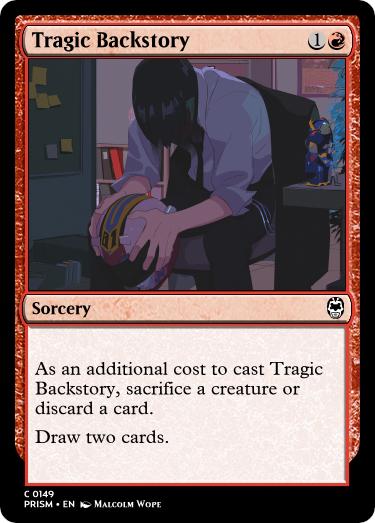 Tragic Backstory 1
Sorcery
As an additional cost to cast Tragic
Backstory, sacrifice a creature or
discard a card.
Draw two cards.
C 0149
PRISM • EN Malcolm Wope